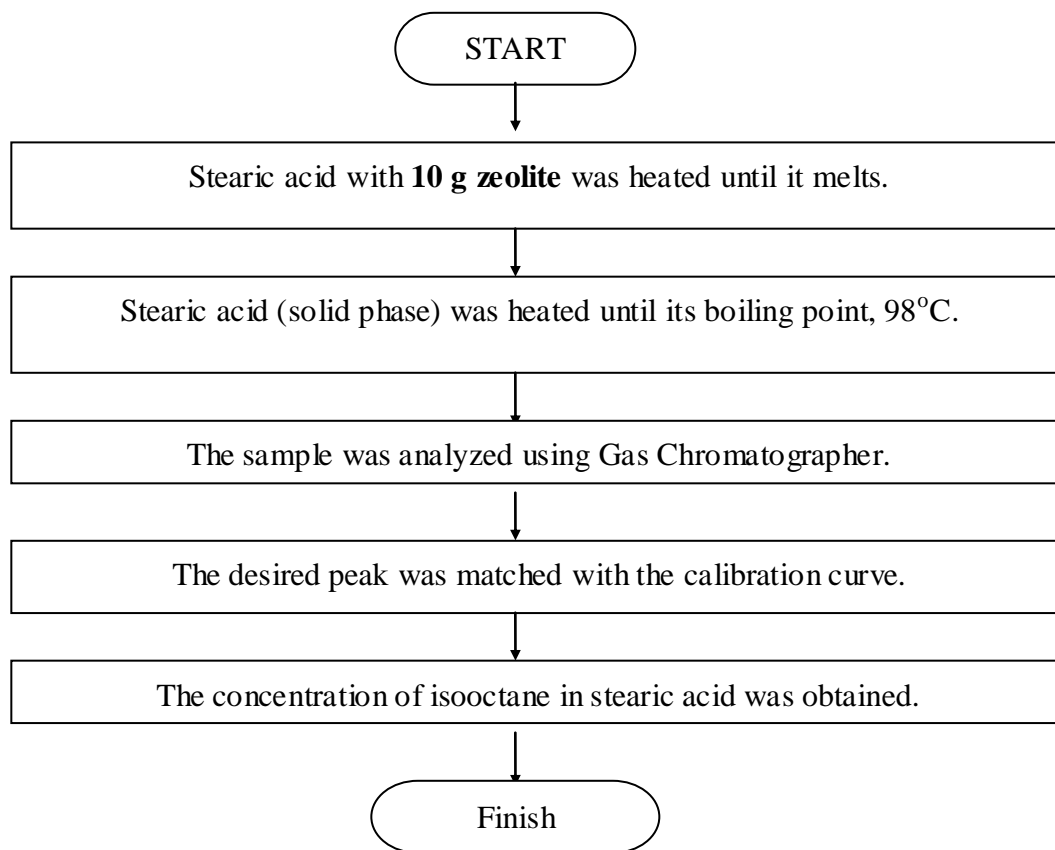 START
Stearic acid with 10 g zeolite was heated until it melts.
Stearic acid (solid phase) was heated until its boiling point, 98°C.
The sample was analyzed using Gas Chromatographer.
The desired peak was matched with the calibration curve.
The concentration of isooctane in stearic acid was obtained.
Finish